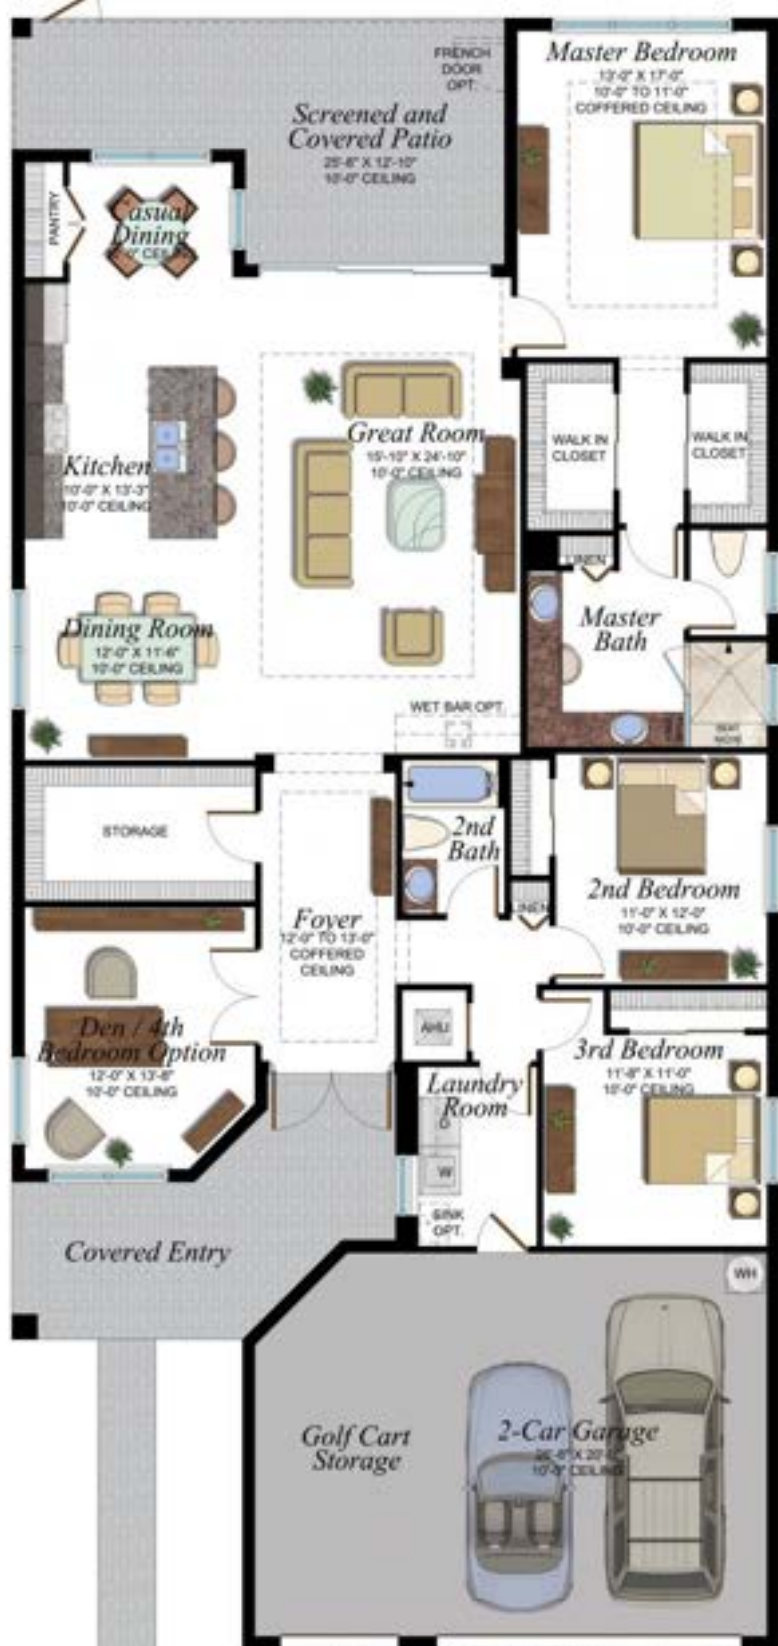 FRENCH
DOOR
OPT.
Screened and
Covered Patio
25'-8" X 12'-10"
10'-0" CEILING
Master Bedroom
13'-0" X 17'-0"
10'-0" TO 11'-0"
COFFERED CEILING
PANTRY
Casual
Dining
CEILING
Great Room
15'-10" X 24'-10"
10'-0" CEILING
Kitchen
10'-0" X 13'-3"
10'-0" CEILING
WALK IN
CLOSET
WALK IN
CLOSET
LINEN
Master
Bath
SEAT
Dining Room
12'-0" X 11'-6"
10'-0" CEILING
WET BAR OPT.
STORAGE
2nd
Bath
Foyer
12'-0" TO 13'-0"
COFFERED
CEILING
LINEN
2nd Bedroom
11'-0" X 12'-0"
10'-0" CEILING
Den / 4th
Bedroom Option
12'-0" X 13'-8"
10'-0" CEILING
AHU
Laundry
Room
D
W
SINK
OPT.
3rd Bedroom
11'-8" X 11'-0"
10'-0" CEILING
Covered Entry
WH
Golf Cart
Storage
2-Car Garage
10'-0" CEILING